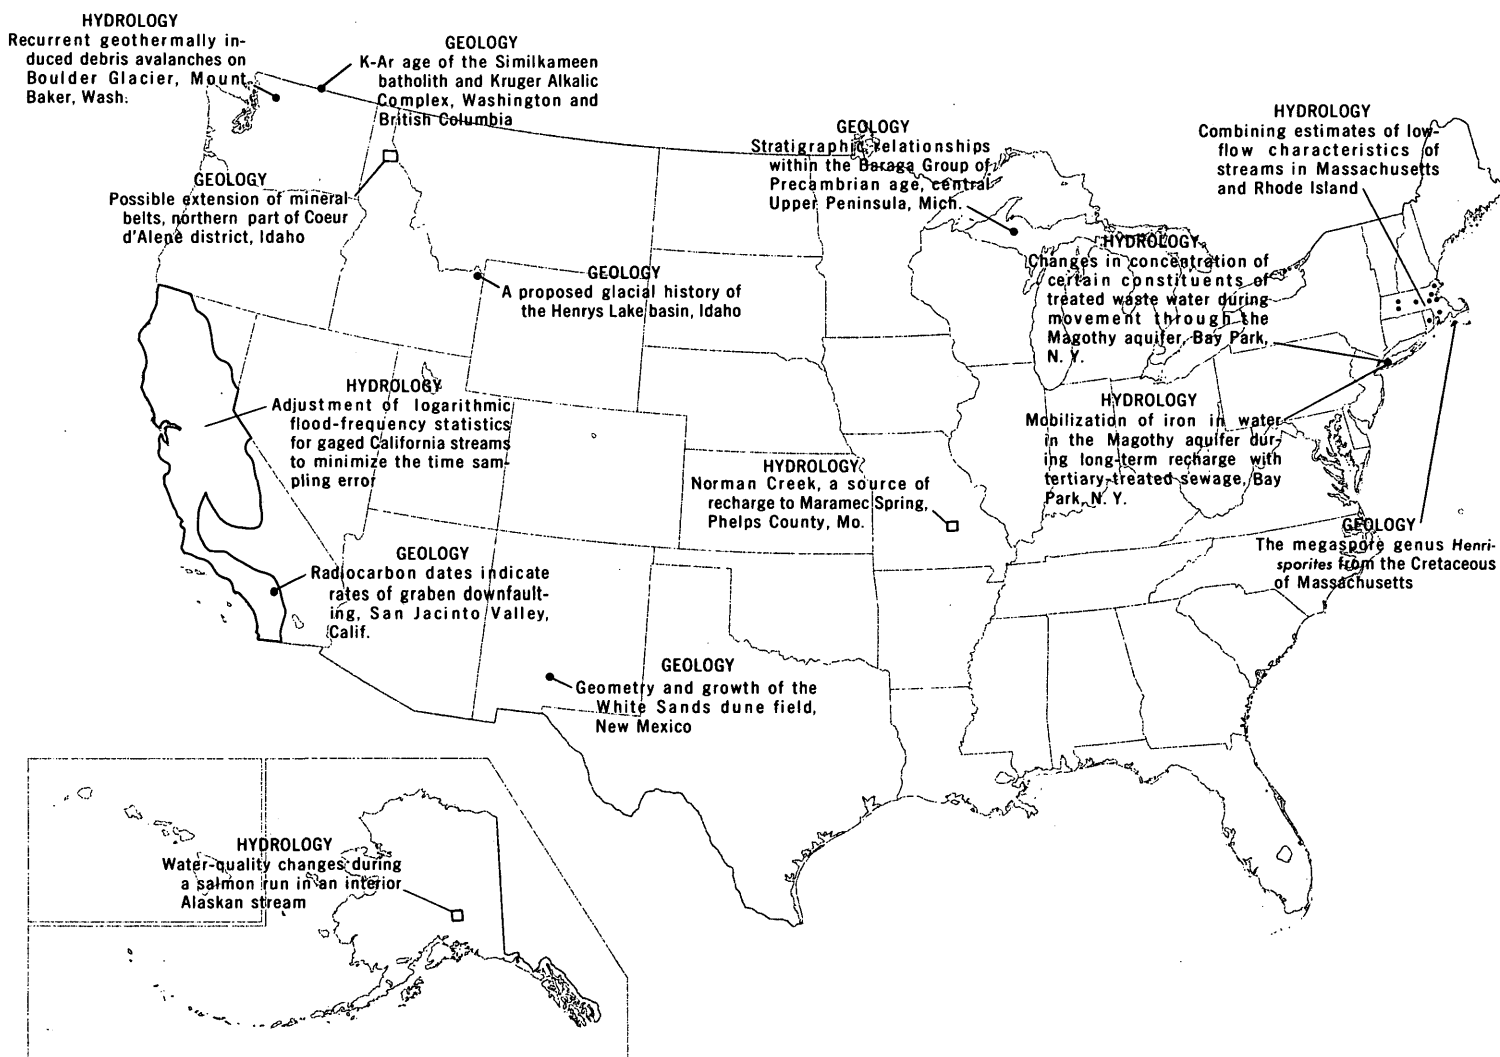 HYDROLOGY
Recurrent geothermally in-
duced debris avalanches on
Boulder Glacier, Mount
Baker, Wash.
GEOLOGY
K-Ar age of the Similkameen
batholith and Kruger Alkalic
Complex, Washington and
British Columbia
GEOLOGY
Possible extension of mineral
belts, northern part of Coeur
d'Alene district, Idaho
GEOLOGY
A proposed glacial history of
the Henrys Lake basin, Idaho
GEOLOGY
Stratigraphic relationships
within the Baraga Group of
Precambrian age, central
Upper Peninsula, Mich.
HYDROLOGY
Combining estimates of low-
flow characteristics of
streams in Massachusetts
and Rhode Island
HYDROLOGY
Changes in concentration of
certain constituents of
treated waste water during
movement through the
Magothy aquifer, Bay Park,
N. Y.
HYDROLOGY
Adjustment of logarithmic
flood-frequency statistics
for gaged California streams
to minimize the time sam-
pling error
HYDROLOGY
Mobilization of iron in water
in the Magothy aquifer dur-
ing long-term recharge with
tertiary-treated sewage, Bay
Park, N. Y.
HYDROLOGY
Norman Creek, a source of
recharge to Maramec Spring,
Phelps County, Mo.
GEOLOGY
The megaspore genus Henri-
sporites from the Cretaceous
of Massachusetts
GEOLOGY
Radiocarbon dates indicate
rates of graben downfault-
ing, San Jacinto Valley,
Calif.
GEOLOGY
Geometry and growth of the
White Sands dune field,
New Mexico
HYDROLOGY
Water-quality changes during
a salmon run in an interior
Alaskan stream